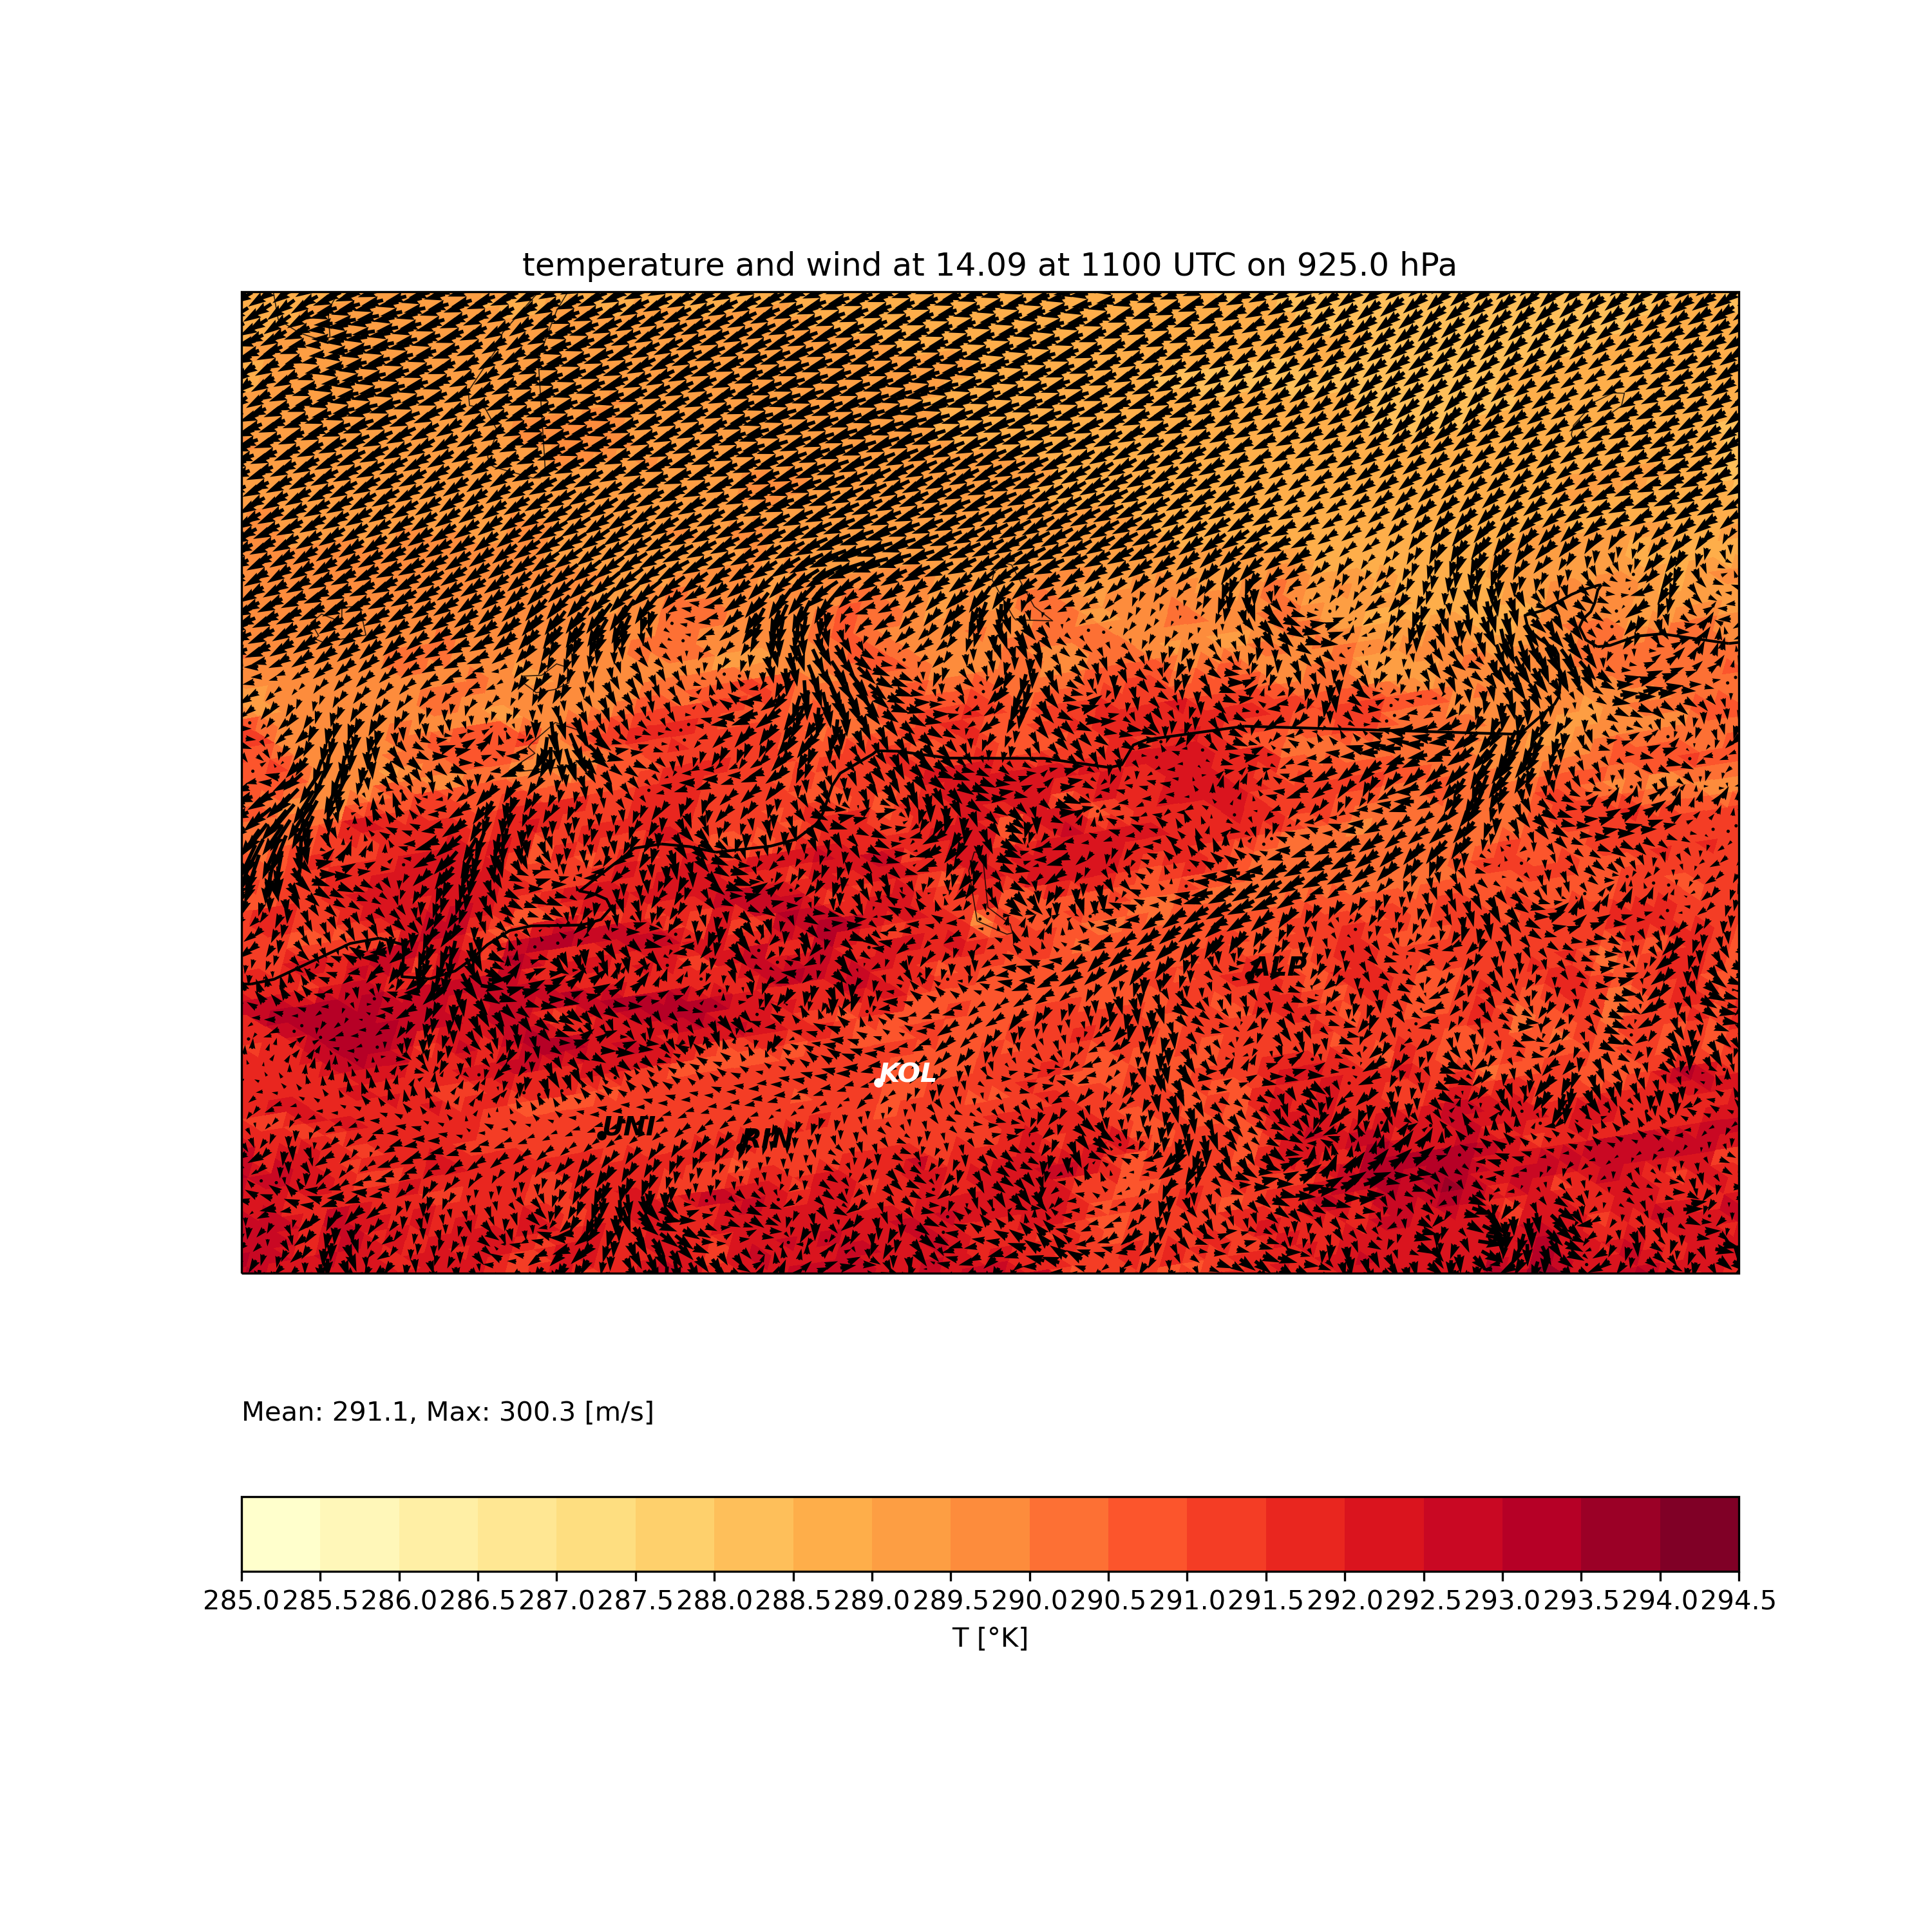 temperature and wind at 14.09 at 1100 UTC on 925.0 hPa
ALP
KOL
UNI
RIN
Mean: 291.1, Max: 300.3 [m/s]
285.0 285.5 286.0 286.5 287.0 287.5 288.0 288.5 289.0 289.5 290.0 290.5 291.0 291.5 292.0 292.5 293.0 293.5 294.0 294.5
T [°K]